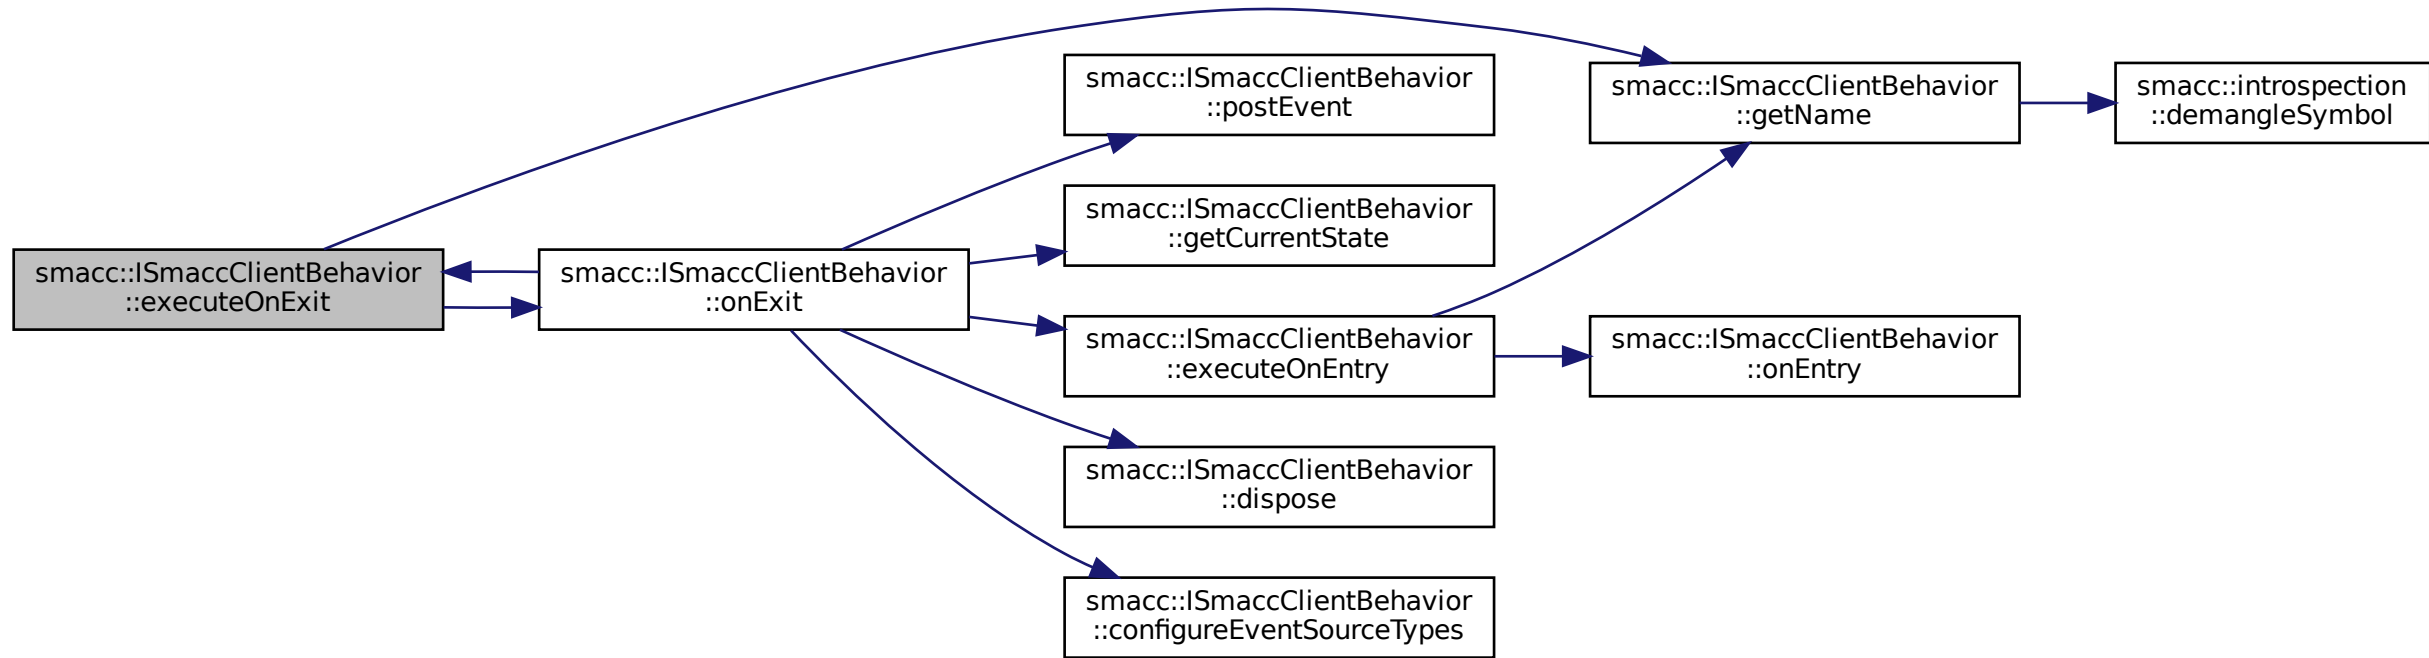 smacc::ISmaccClientBehavior
::executeOnExit
smacc::ISmaccClientBehavior
::onExit
smacc::ISmaccClientBehavior
::postEvent
smacc::ISmaccClientBehavior
::getCurrentState
smacc::ISmaccClientBehavior
::executeOnEntry
smacc::ISmaccClientBehavior
::dispose
smacc::ISmaccClientBehavior
::configureEventSourceTypes
smacc::ISmaccClientBehavior
::getName
smacc::ISmaccClientBehavior
::onEntry
smacc::introspection
::demangleSymbol